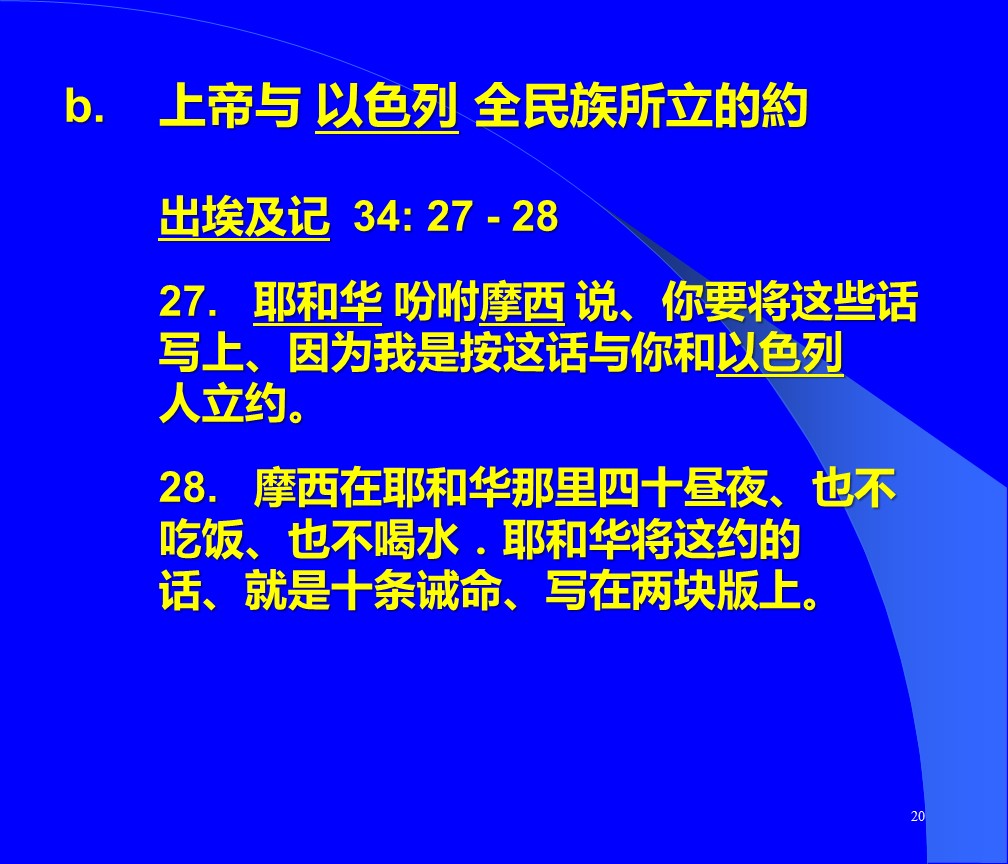 b. 上帝与 以色列 全民族所立的約
出埃及记 34: 27 - 28
27. 耶和华 吩咐摩西 说、你要将这些话
写上、因为我是按这话与你和以色列
人立约。
28. 摩西在耶和华那里四十昼夜、也不
吃饭、也不喝水．耶和华将这约的
话、就是十条诫命、写在两块版上。
20